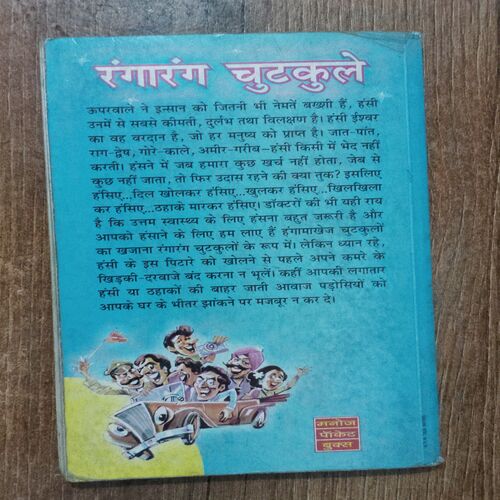 रंगारंग चुटकुले
ऊपरवाले ने इन्सान को जितनी भी नेमतें बख्शी हैं, हंसी
उनमें से सबसे कीमती, दुर्लभ तथा विलक्षण है। हंसी ईश्वर
का वह वरदान है, जो हर मनुष्य को प्राप्त है। जात-पांत,
राग-द्वेष, गोरे-काले, अमीर-गरीब–हंसी किसी में भेद नहीं
करती। हंसने में जब हमारा कुछ खर्च नहीं होता, जेब से
कुछ नहीं जाता, तो फिर उदास रहने की क्या तुक? इसलिए
हंसिए...दिल खोलकर हंसिए...खुलकर हंसिए...खिलखिला
कर हंसिए...ठहाके मारकर हंसिए। डॉक्टरों की भी यही राय
है कि उत्तम स्वास्थ्य के लिए हंसना बहुत जरूरी है और
आपको हंसाने के लिए हम लाए हैं हंगामाखेज चुटकुलों
का खजाना रंगारंग चुटकुलों के रूप में। लेकिन ध्यान रहे,
हंसी के इस पिटारे को खोलने से पहले अपने कमरे के
खिड़की-दरवाजे बंद करना न भूलें। कहीं आपकी लगातार
हंसी या ठहाकों की बाहर जाती आवाज पड़ोसियों को
आपके घर के भीतर झांकने पर मजबूर न कर दे।
मनोज
पॉकेट
बुक्स